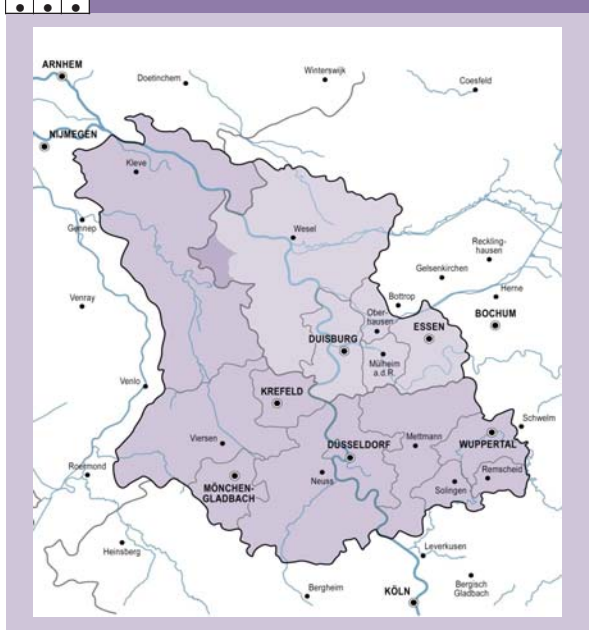 ARNHEM
Doetinchem
Winterswijk
Coesfeld
NIJMEGEN
Kleve
Gennep
Wesel
Reckling-
hausen
Gelsenkirchen
Venray
Bottrop
Herne
Ober-
hausen
ESSEN
BOCHUM
DUISBURG
Mülheim
a.d.R.
Venlo
KREFELD
Schwelm
Viersen
DÜSSELDORF
Mettmann
WUPPERTAL
Roermond
MÖNCHEN-
GLADBACH
Neuss
Remscheid
Solingen
Heinsberg
Leverkusen
Bergheim
KÖLN
Bergisch
Gladbach